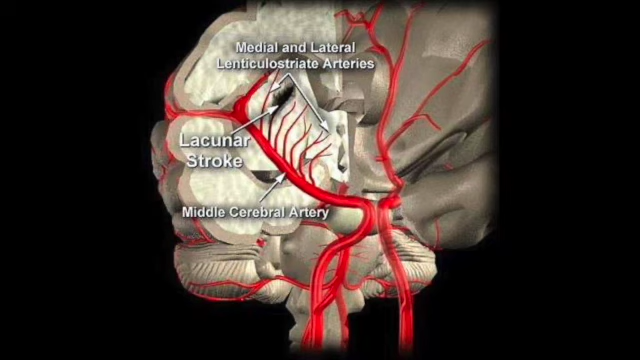 Medial and Lateral
Lenticulostriate Arteries
Lacunar
Stroke
Middle Cerebral Artery